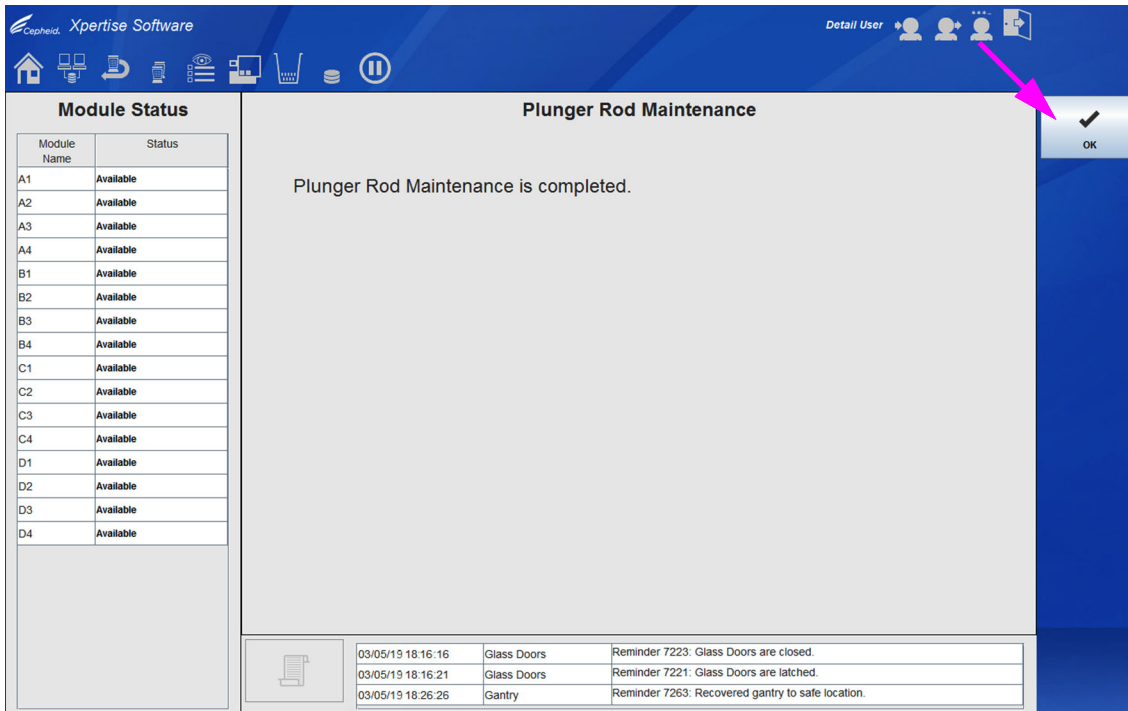 Cepheid. Xpertise Software
Detail User
Module Status
Module Name Status
A1 Available
A2 Available
A3 Available
A4 Available
B1 Available
B2 Available
B3 Available
B4 Available
C1 Available
C2 Available
C3 Available
C4 Available
D1 Available
D2 Available
D3 Available
D4 Available
Plunger Rod Maintenance
Plunger Rod Maintenance is completed.
OK
03/05/19 18:16:16 Glass Doors Reminder 7223: Glass Doors are closed.
03/05/19 18:16:21 Glass Doors Reminder 7221: Glass Doors are latched.
03/05/19 18:26:26 Gantry Reminder 7263: Recovered gantry to safe location.